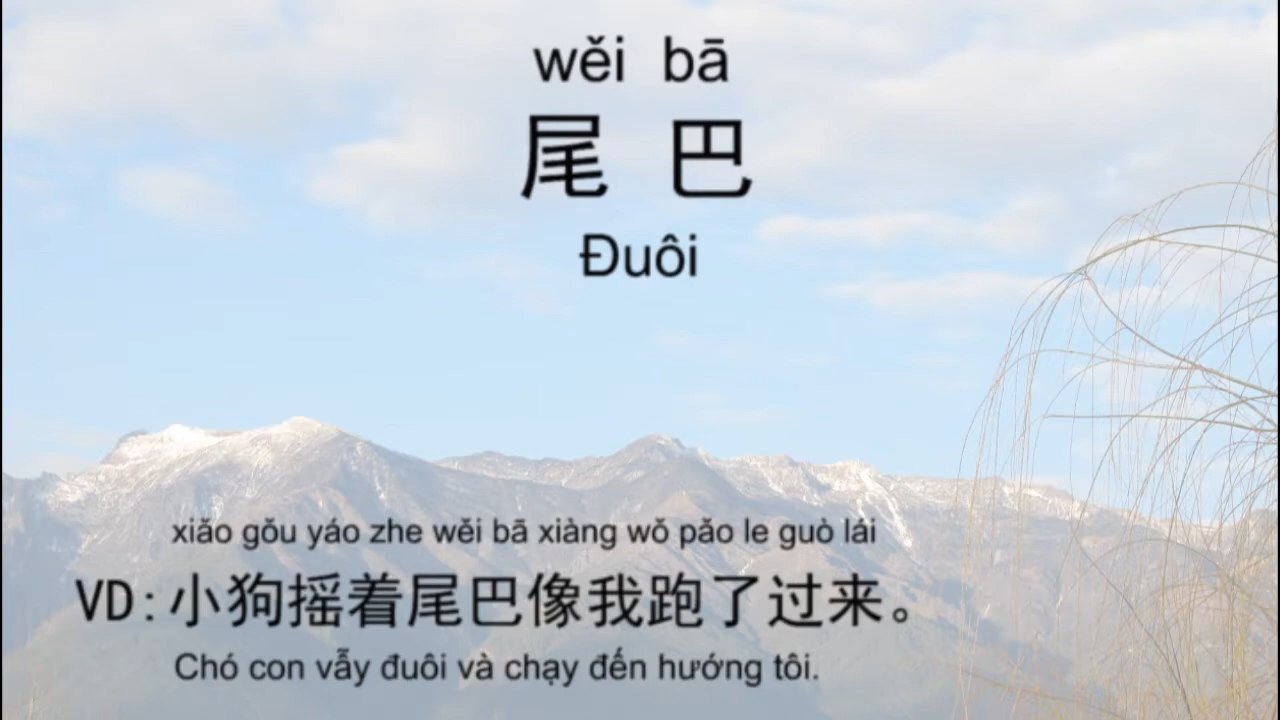 wěi bā
尾巴
Đuôi
xiǎo gǒu yáo zhe wěi bā xiàng wǒ pǎo le guò lái
VD:小狗摇着尾巴像我跑了过来。
Chó con vẫy đuôi và chạy đến hướng tôi.